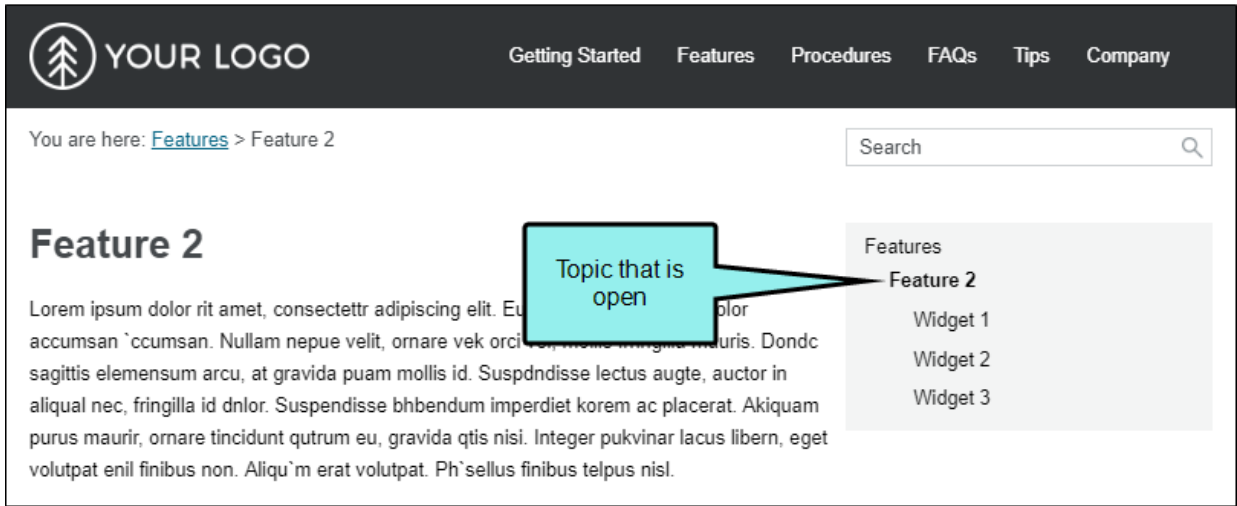 YOUR LOGO
Getting Started Features Procedures FAQs Tips Company
You are here: Features > Feature 2
Search
Feature 2
Topic that is
open
Features
Feature 2
Widget 1
Widget 2
Widget 3
Lorem ipsum dolor rit amet, consectettr adipiscing elit.
accumsan `ccumsan. Nullam nepue velit, ornare vek orci mauris. Dondc
sagittis elemensum arcu, at gravida puam mollis id. Suspdndisse lectus augte, auctor in
aliqual nec, fringilla id dnlor. Suspendisse bhbendum imperdiet korem ac placerat. Akiquam
purus maurir, ornare tincidunt qutrum eu, gravida qtis nisi. Integer pukvinar lacus libern, eget
volutpat enil finibus non. Aliqu`m erat volutpat. Ph`sellus finibus telpus nisl.